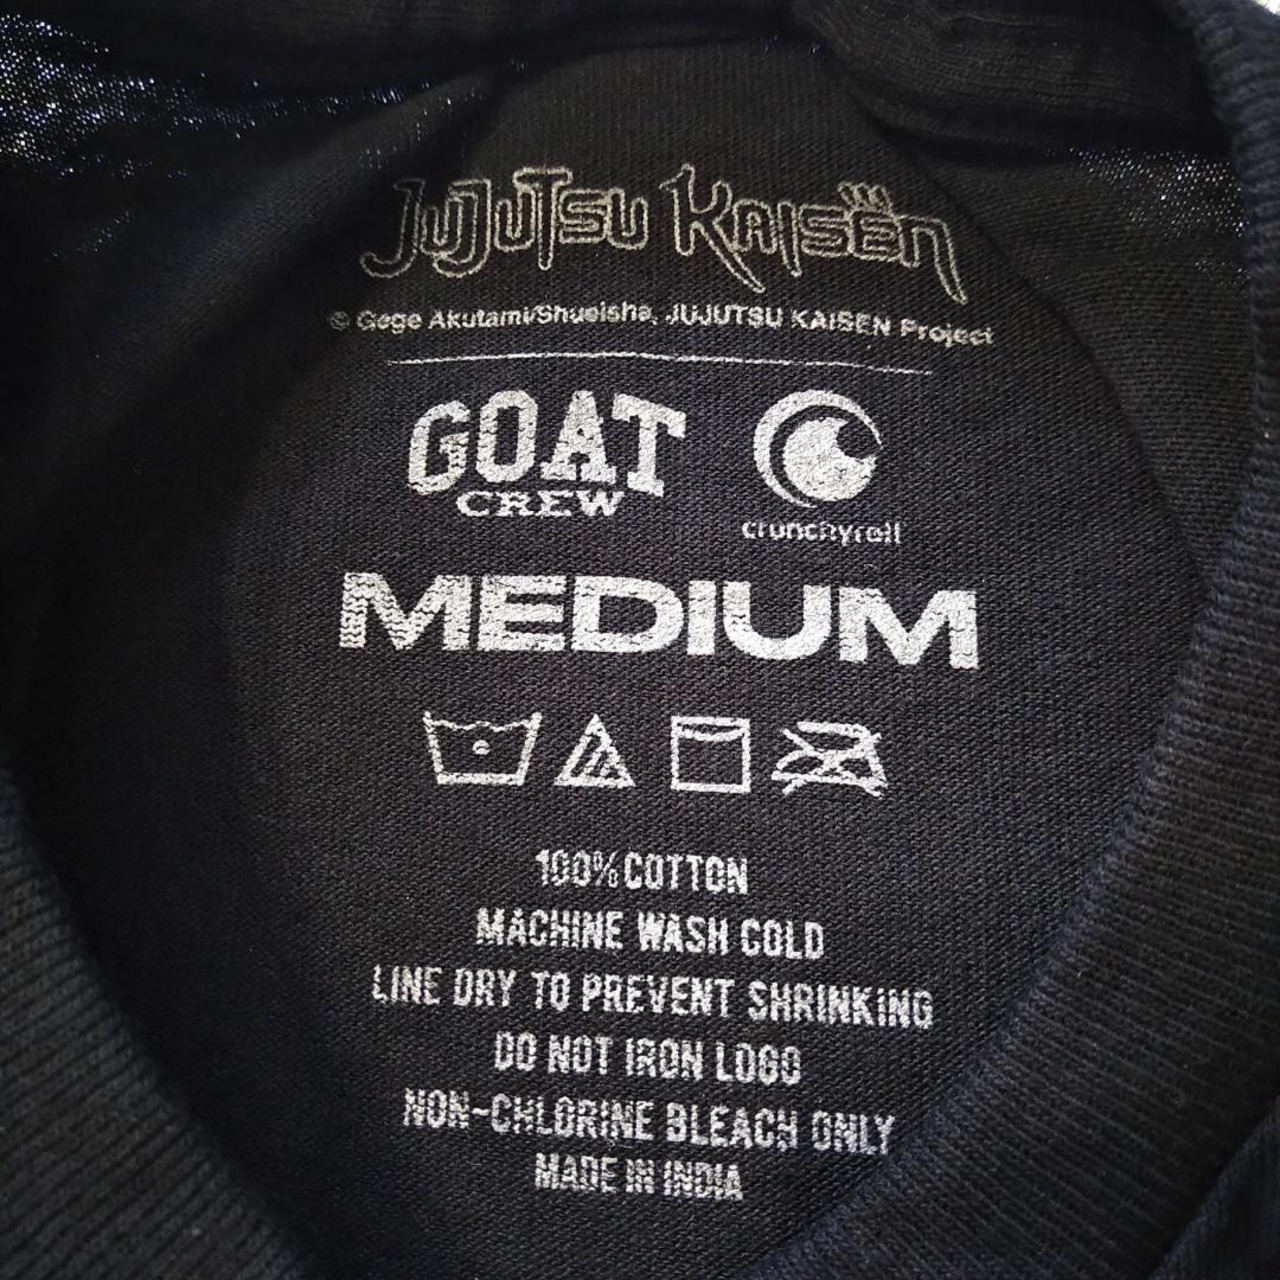 JUJUTSU KAISEN
© Gege Akutami/Shueisha, JUJUTSU KAISEN Project
GOAT
CREW
crunchyroll
MEDIUM
100% COTTON
MACHINE WASH COLD
LINE DRY TO PREVENT SHRINKING
DO NOT IRON LOGO
NON-CHLORINE BLEACH ONLY
MADE IN INDIA